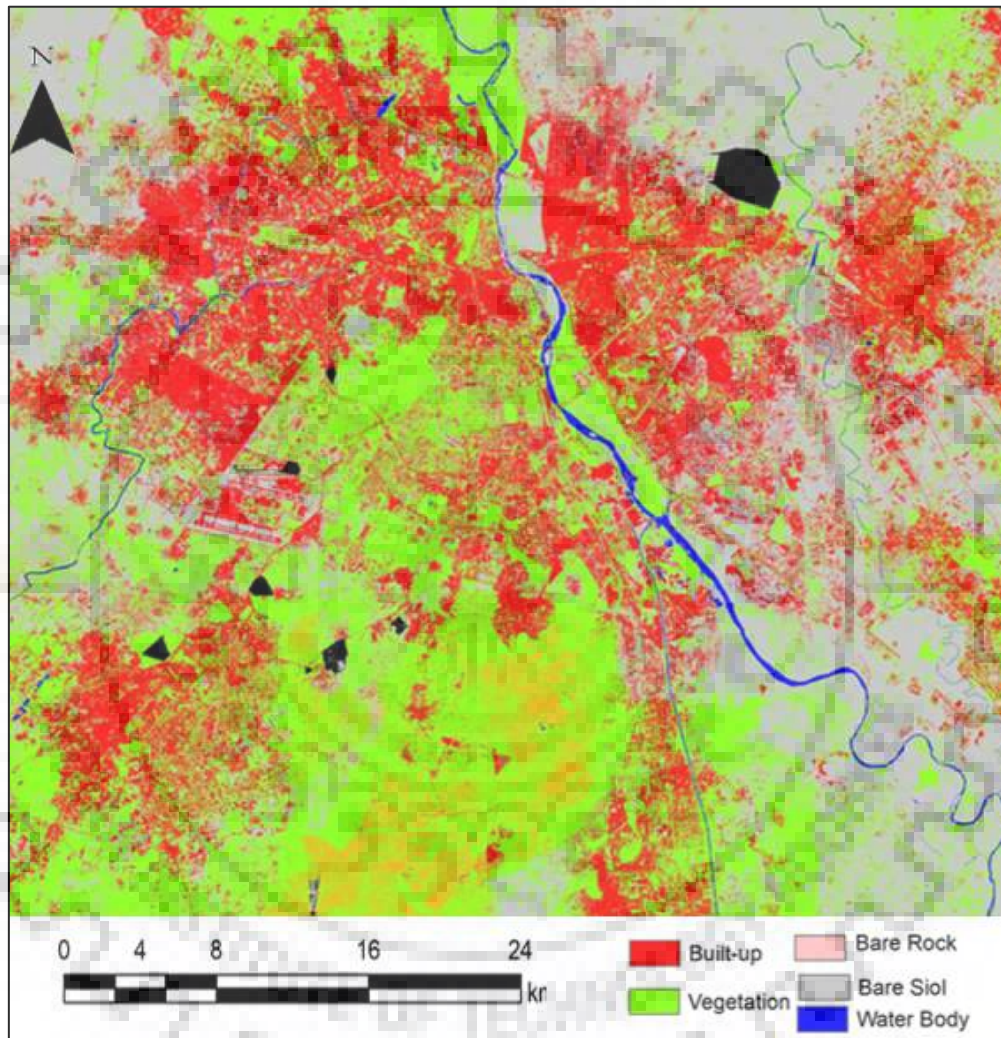 N
0 4 8 16 24
km
Built-up
Vegetation
Bare Rock
Bare Siol
Water Body